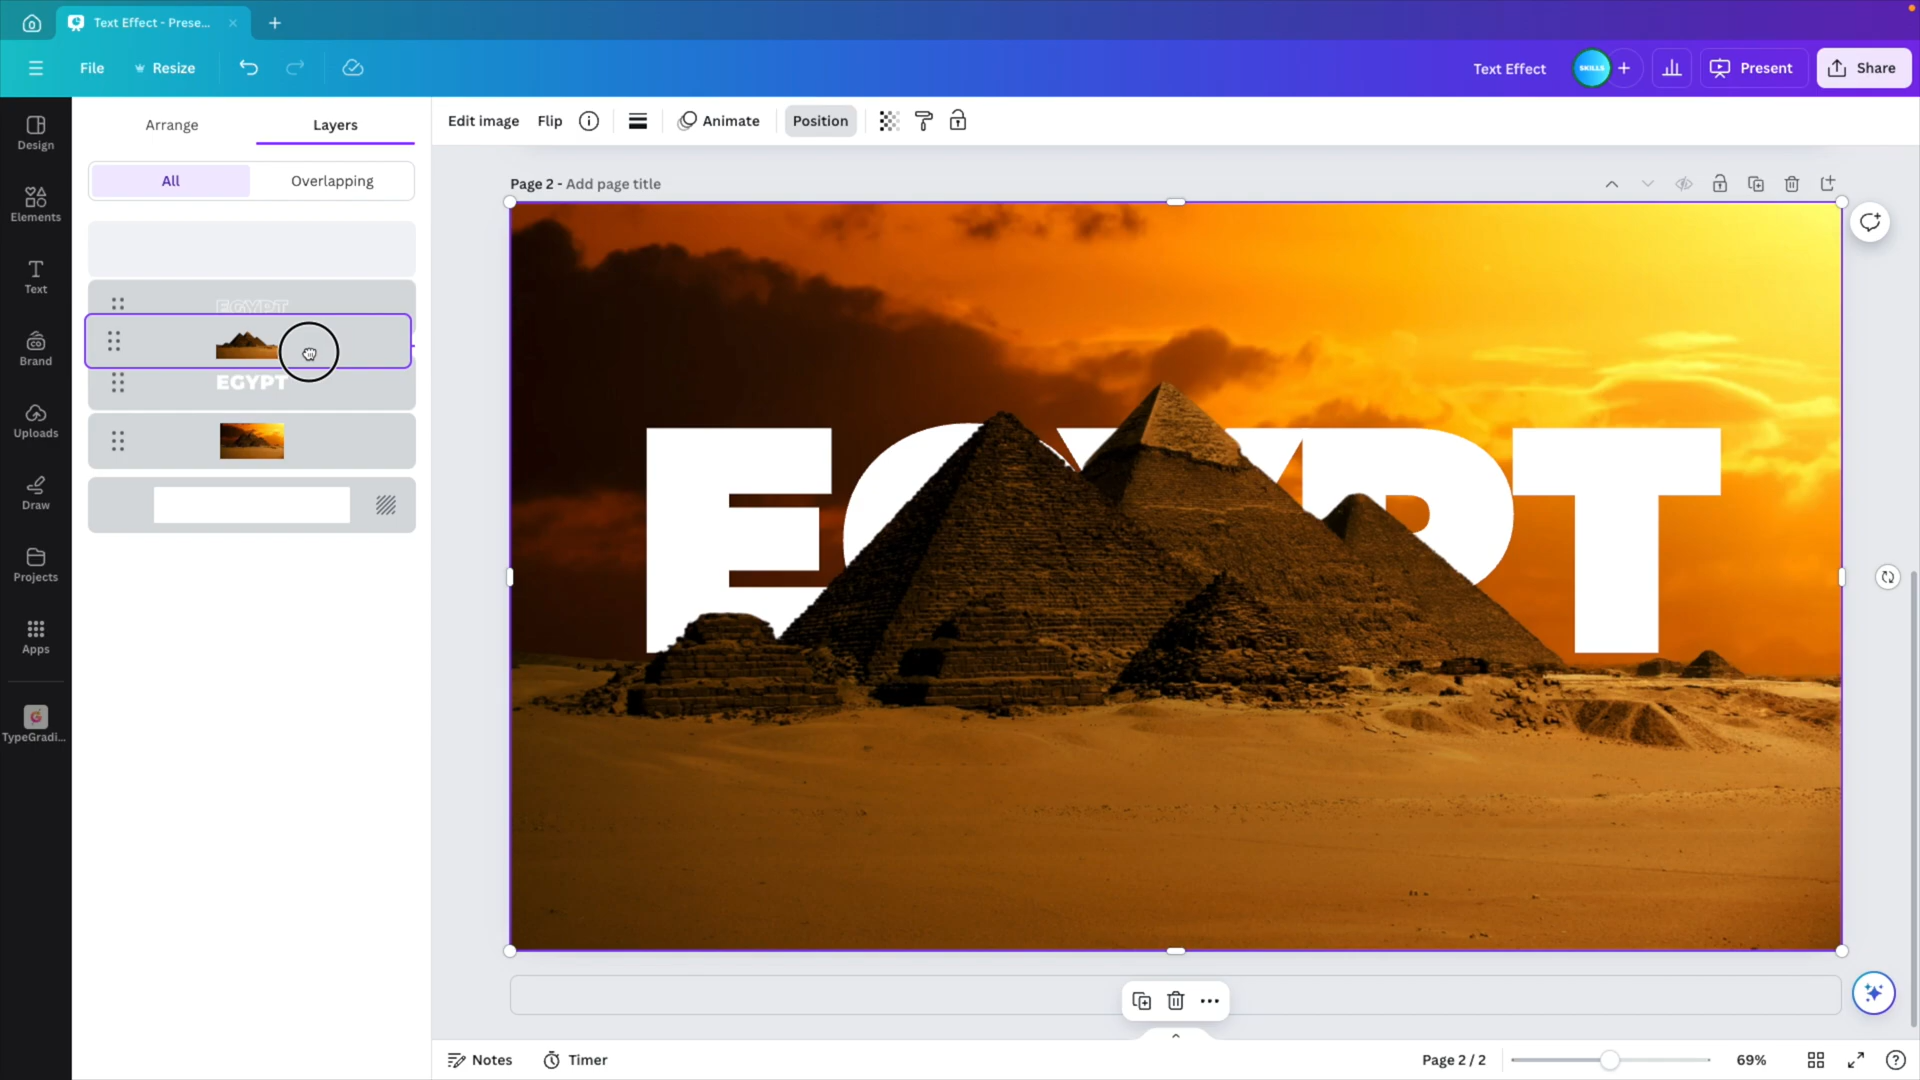 Text Effect - Prese...
File
Resize
Text Effect
SKILLS
Present
Share
Design
Elements
Text
Brand
CO
Uploads
Draw
Projects
Apps
TypeGradi...
Arrange
Layers
All
Overlapping
EGYPT
EGYPT
Edit image
Flip
Animate
Position
Page 2 - Add page title
EGYPT
Notes
Timer
Page 2 / 2
69%